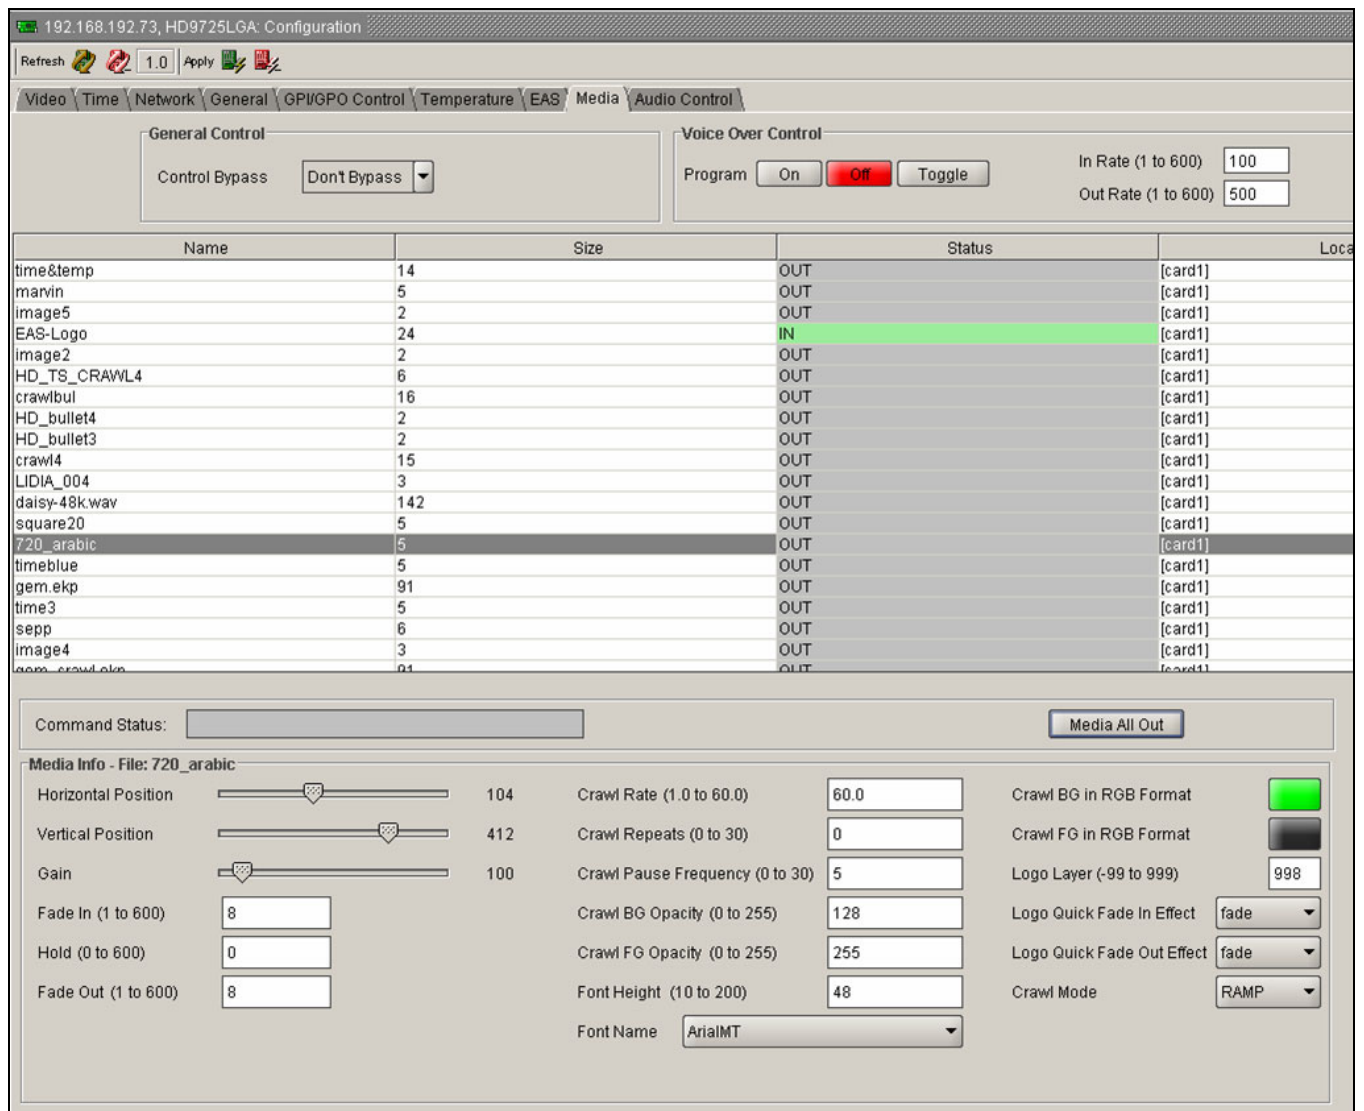 192.168.192.73, HD9725LGA: Configuration
Refresh 1.0 Apply
Video Time Network General GPI/GPO Control Temperature EAS Media Audio Control
General Control
Control Bypass Don't Bypass
Voice Over Control
Program On Off Toggle
In Rate (1 to 600) 100
Out Rate (1 to 600) 500
Name Size Status Loca
time&temp 14 OUT [card1]
marvin 5 OUT [card1]
image5 2 OUT [card1]
EAS-Logo 24 IN [card1]
image2 2 OUT [card1]
HD_TS_CRAWL4 6 OUT [card1]
crawlbul 16 OUT [card1]
HD_bullet4 2 OUT [card1]
HD_bullet3 2 OUT [card1]
crawl4 15 OUT [card1]
LIDIA_004 3 OUT [card1]
daisy-48k.wav 142 OUT [card1]
square20 5 OUT [card1]
720_arabic 5 OUT [card1]
timeblue 5 OUT [card1]
gem.ekp 91 OUT [card1]
time3 5 OUT [card1]
sepp 6 OUT [card1]
image4 3 OUT [card1]
gem_crawl.ekp 91 OUT [card1]
Command Status: Media All Out
Media Info - File: 720_arabic
Horizontal Position 104
Vertical Position 412
Gain 100
Fade In (1 to 600) 8
Hold (0 to 600) 0
Fade Out (1 to 600) 8
Crawl Rate (1.0 to 60.0) 60.0
Crawl Repeats (0 to 30) 0
Crawl Pause Frequency (0 to 30) 5
Crawl BG Opacity (0 to 255) 128
Crawl FG Opacity (0 to 255) 255
Font Height (10 to 200) 48
Font Name ArialMT
Crawl BG in RGB Format
Crawl FG in RGB Format
Logo Layer (-99 to 999) 998
Logo Quick Fade In Effect fade
Logo Quick Fade Out Effect fade
Crawl Mode RAMP